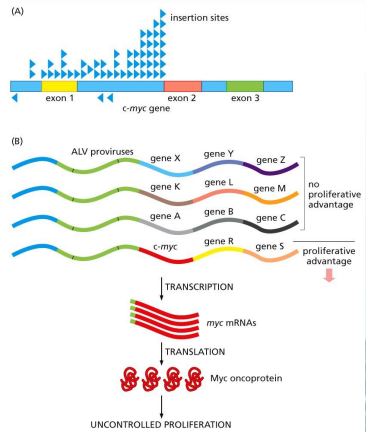 (A)
insertion sites
exon 1
exon 2
exon 3
c-myc gene
(B)
ALV proviruses
gene X
gene Y
gene Z
gene K
gene L
gene M
no
proliferative
advantage
gene A
gene B
gene C
c-myc
gene R
gene S
proliferative
advantage
TRANSCRIPTION
myc mRNAs
TRANSLATION
Myc oncoprotein
UNCONTROLLED PROLIFERATION